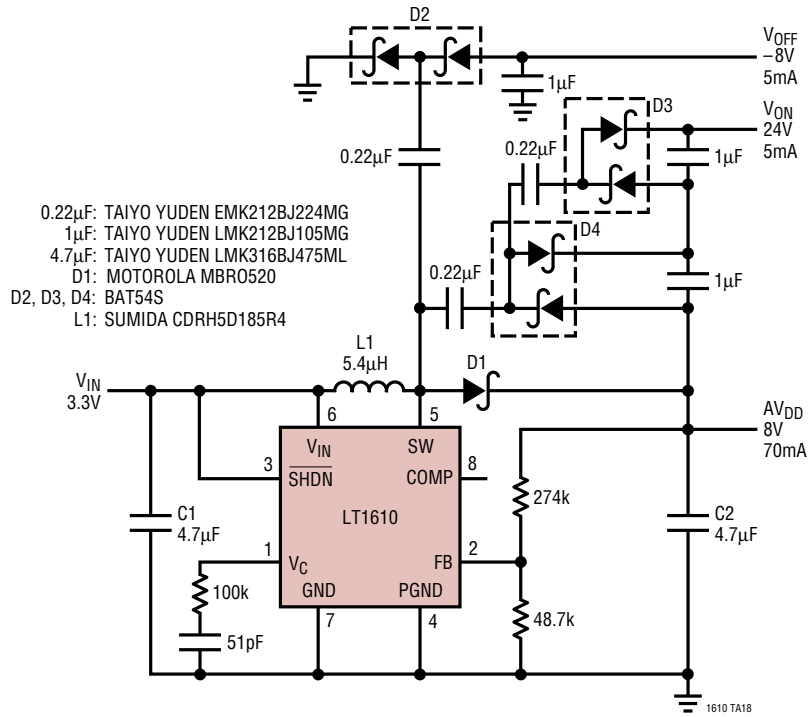 D2
VOFF
–8V
5mA
1µF
D3
VON
24V
5mA
0.22µF
0.22µF
1µF
0.22µF: TAIYO YUDEN EMK212BJ224MG
1µF: TAIYO YUDEN LMK212BJ105MG
4.7µF: TAIYO YUDEN LMK316BJ475ML
D1: MOTOROLA MBRO520
D2, D3, D4: BAT54S
L1: SUMIDA CDRH5D185R4
D4
0.22µF
1µF
L1
5.4µH
D1
VIN
3.3V
6
5
AVDD
8V
70mA
VIN
SW
3
SHDN
COMP
8
274k
LT1610
C1
4.7µF
C2
4.7µF
1
VC
FB
2
100k
GND
PGND
48.7k
7
4
51pF
1610 TA18